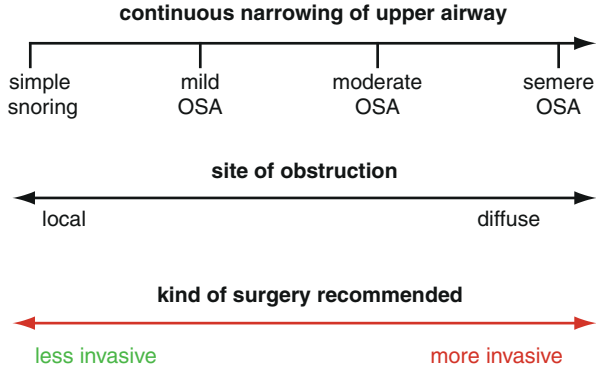 continuous narrowing of upper airway
simple mild moderate semere
snoring OSA OSA OSA
site of obstruction
local diffuse
kind of surgery recommended
less invasive more invasive